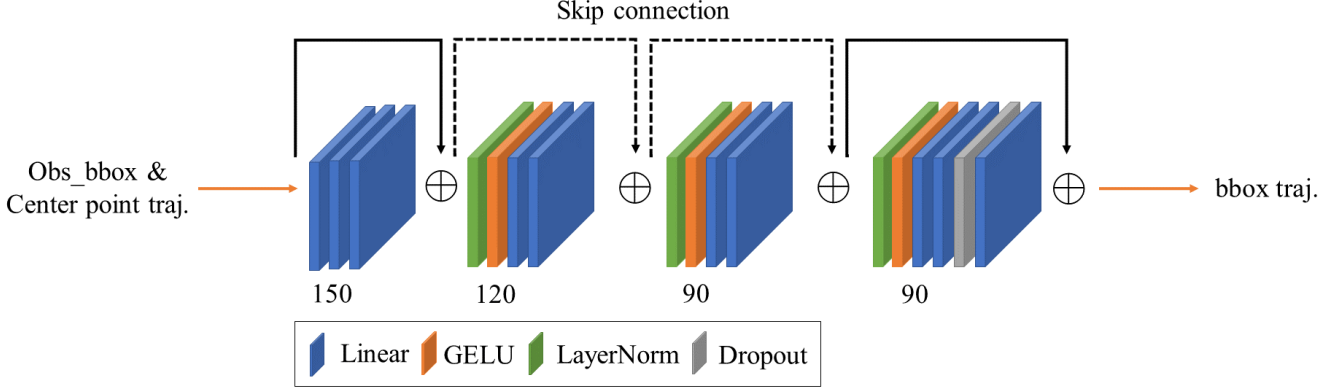 Skip connection
Obs_bbox &
Center point traj.
bbox traj.
150
120
90
90
Linear
GELU
LayerNorm
Dropout